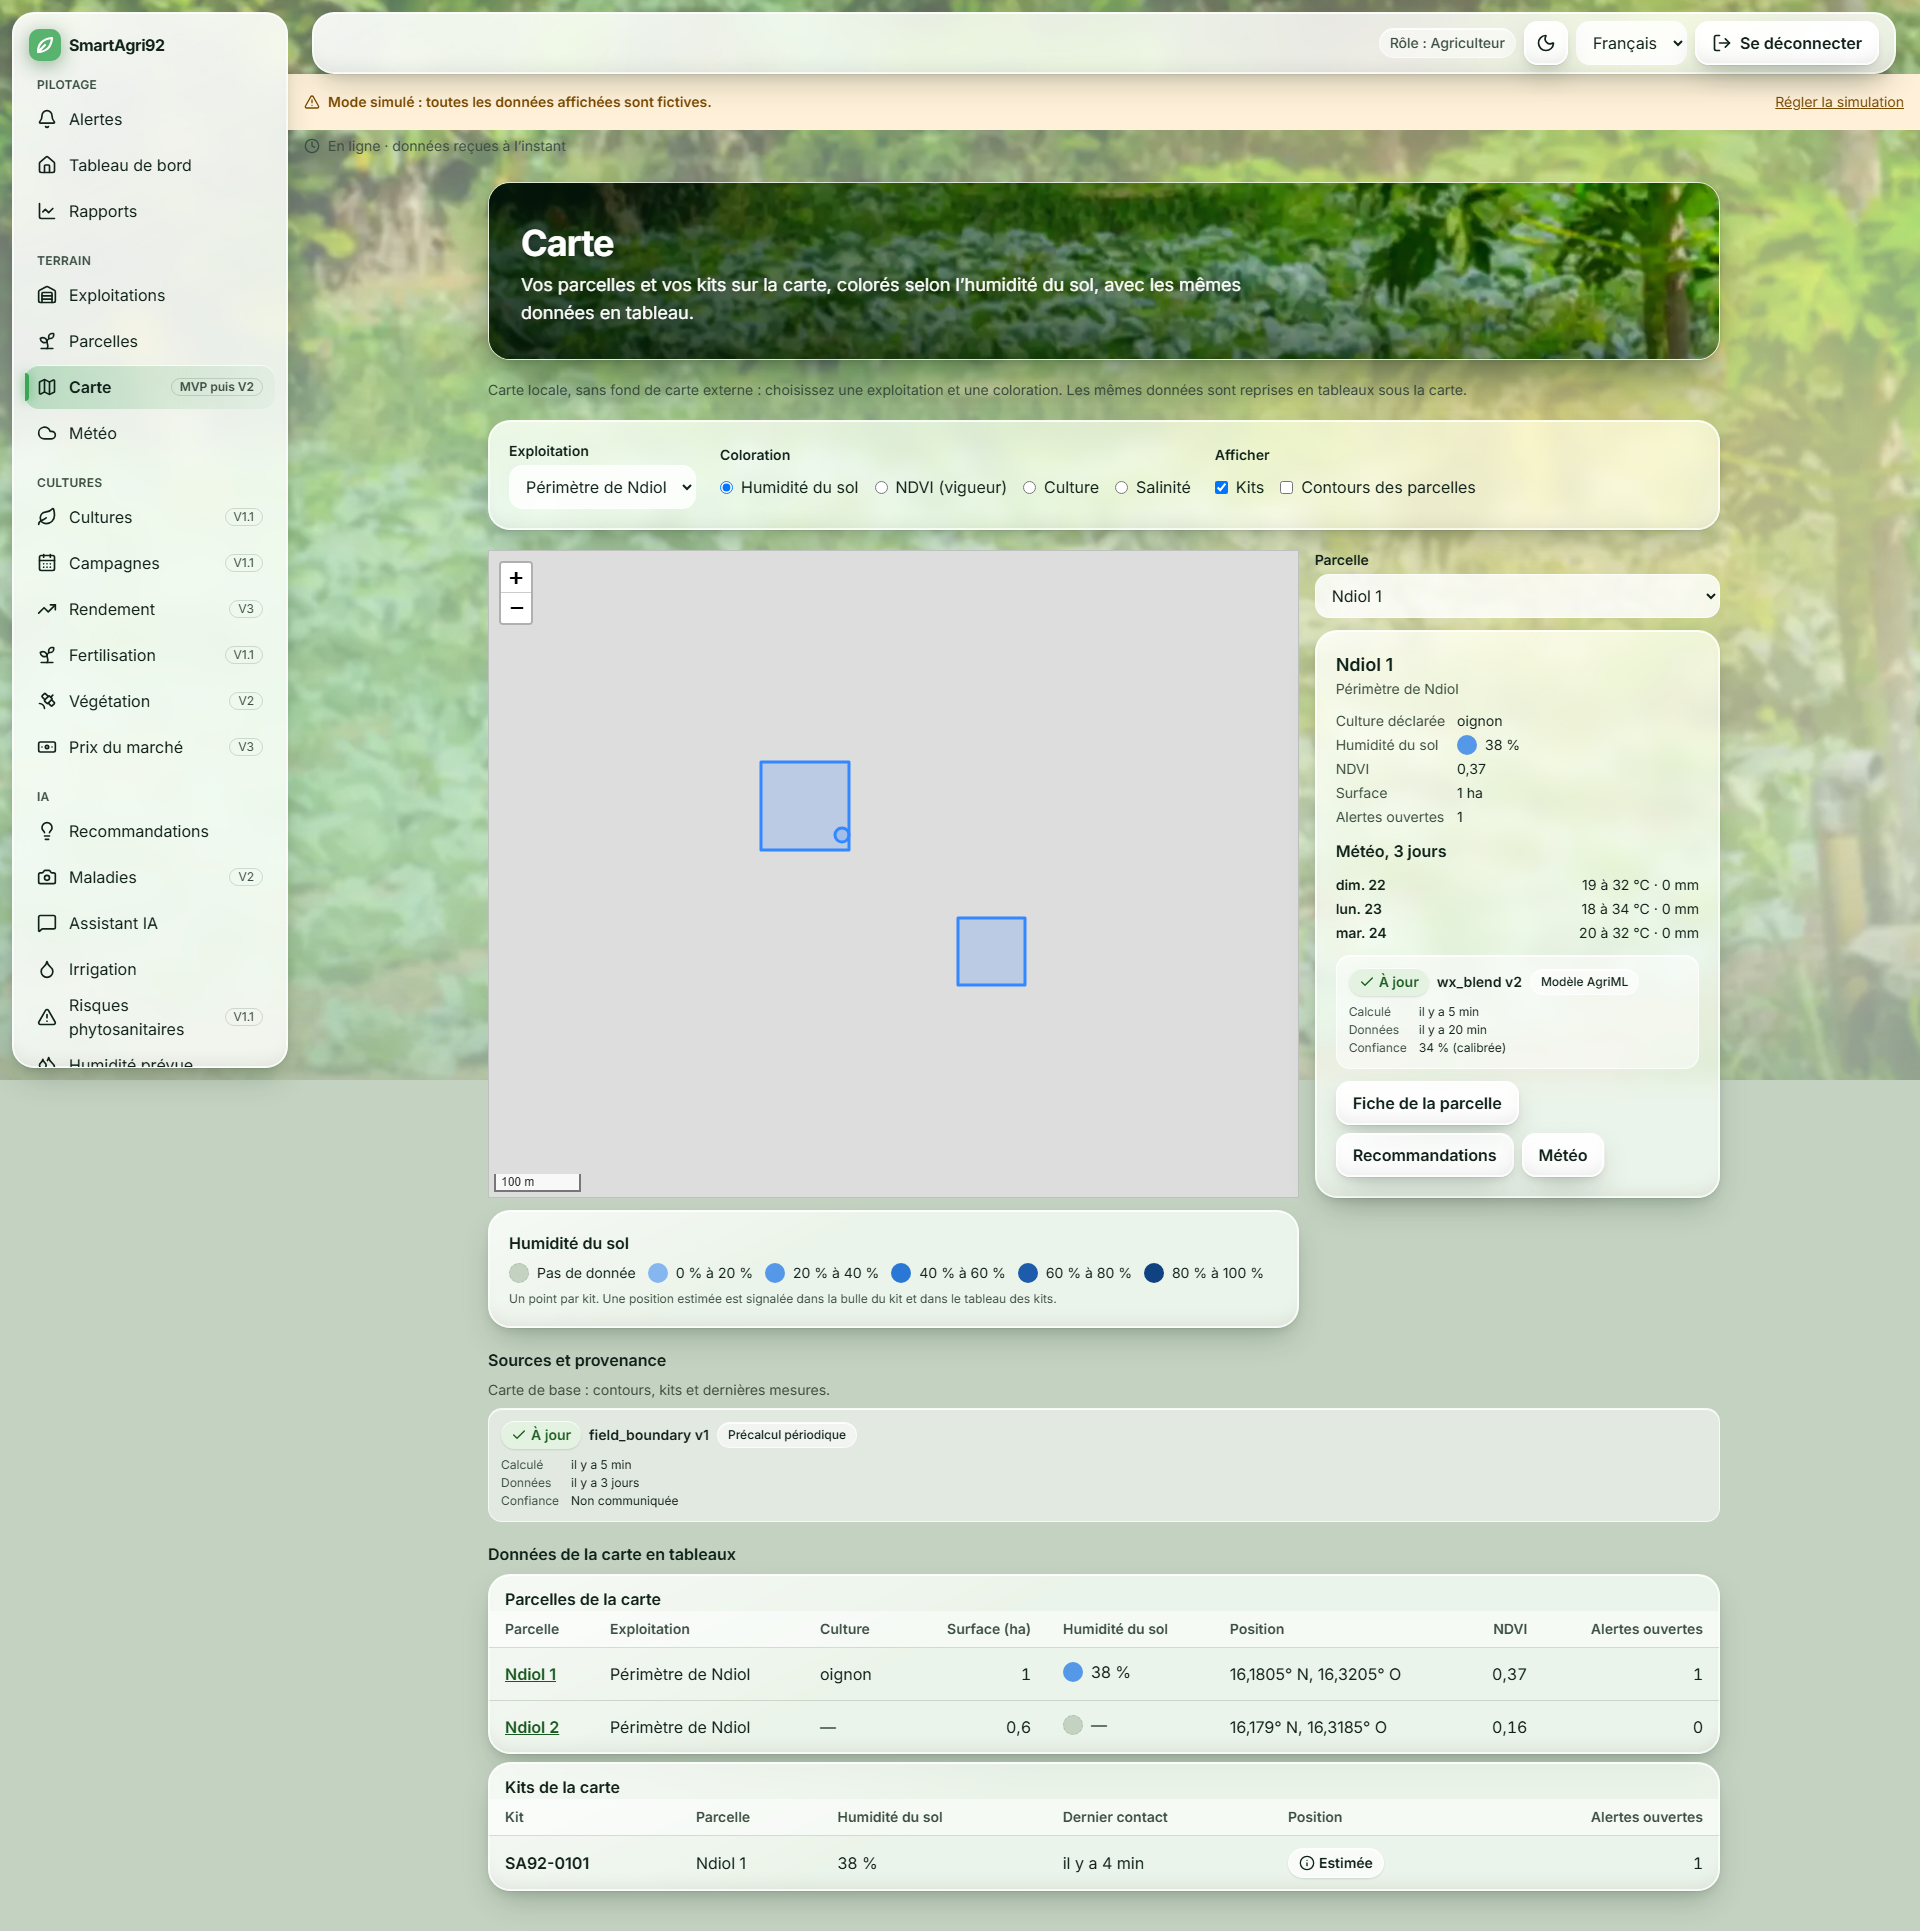 SmartAgri92
PILOTAGE
Alertes
Tableau de bord
Rapports
TERRAIN
Exploitations
Parcelles
Carte MVP puis V2
Météo
CULTURES
Cultures V1.1
Campagnes V1.1
Rendement V3
Fertilisation V1.1
Végétation V2
Prix du marché V3
IA
Recommandations
Maladies V2
Assistant IA
Irrigation
Risques
phytosanitaires V1.1
Humidité prévue
Rôle : Agriculteur Français Se déconnecter
Mode simulé : toutes les données affichées sont fictives. Régler la simulation
En ligne · données reçues à l’instant
Carte
Vos parcelles et vos kits sur la carte, colorés selon l’humidité du sol, avec les mêmes
données en tableau.
Carte locale, sans fond de carte externe : choisissez une exploitation et une coloration. Les mêmes données sont reprises en tableaux sous la carte.
Exploitation Coloration Afficher
Périmètre de Ndiol Humidité du sol NDVI (vigueur) Culture Salinité Kits Contours des parcelles
+
−
100 m
Parcelle
Ndiol 1
Ndiol 1
Périmètre de Ndiol
Culture déclarée oignon
Humidité du sol 38 %
NDVI 0,37
Surface 1 ha
Alertes ouvertes 1
Météo, 3 jours
dim. 22 19 à 32 °C · 0 mm
lun. 23 18 à 34 °C · 0 mm
mar. 24 20 à 32 °C · 0 mm
À jour wx_blend v2 Modèle AgriML
Calculé il y a 5 min
Données il y a 20 min
Confiance 34 % (calibrée)
Fiche de la parcelle
Recommandations Météo
Humidité du sol
Pas de donnée 0 % à 20 % 20 % à 40 % 40 % à 60 % 60 % à 80 % 80 % à 100 %
Un point par kit. Une position estimée est signalée dans la bulle du kit et dans le tableau des kits.
Sources et provenance
Carte de base : contours, kits et dernières mesures.
À jour field_boundary v1 Précalcul périodique
Calculé il y a 5 min
Données il y a 3 jours
Confiance Non communiquée
Données de la carte en tableaux
Parcelles de la carte
Parcelle Exploitation Culture Surface (ha) Humidité du sol Position NDVI Alertes ouvertes
Ndiol 1 Périmètre de Ndiol oignon 1 38 % 16,1805° N, 16,3205° O 0,37 1
Ndiol 2 Périmètre de Ndiol — 0,6 — 16,179° N, 16,3185° O 0,16 0
Kits de la carte
Kit Parcelle Humidité du sol Dernier contact Position Alertes ouvertes
SA92-0101 Ndiol 1 38 % il y a 4 min Estimée 1